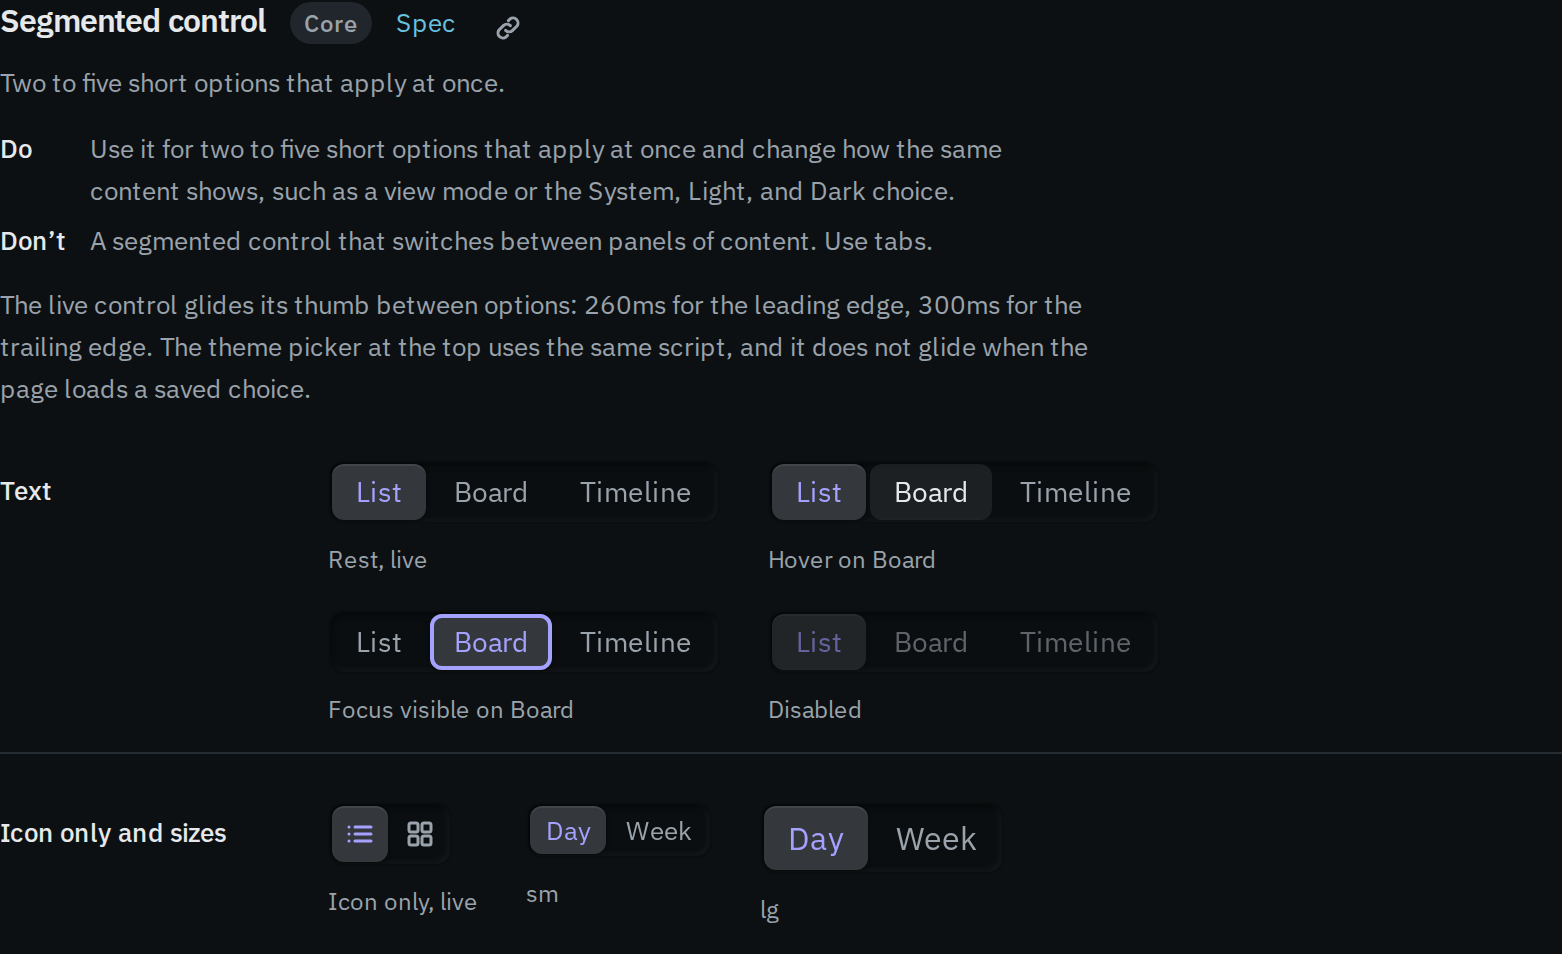 Segmented control Core Spec
Two to five short options that apply at once.
Do Use it for two to five short options that apply at once and change how the same
content shows, such as a view mode or the System, Light, and Dark choice.
Don’t A segmented control that switches between panels of content. Use tabs.
The live control glides its thumb between options: 260ms for the leading edge, 300ms for the
trailing edge. The theme picker at the top uses the same script, and it does not glide when the
page loads a saved choice.
Text List Board Timeline List Board Timeline
Rest, live Hover on Board
List Board Timeline List Board Timeline
Focus visible on Board Disabled
Icon only and sizes Day Week Day Week
Icon only, live sm lg